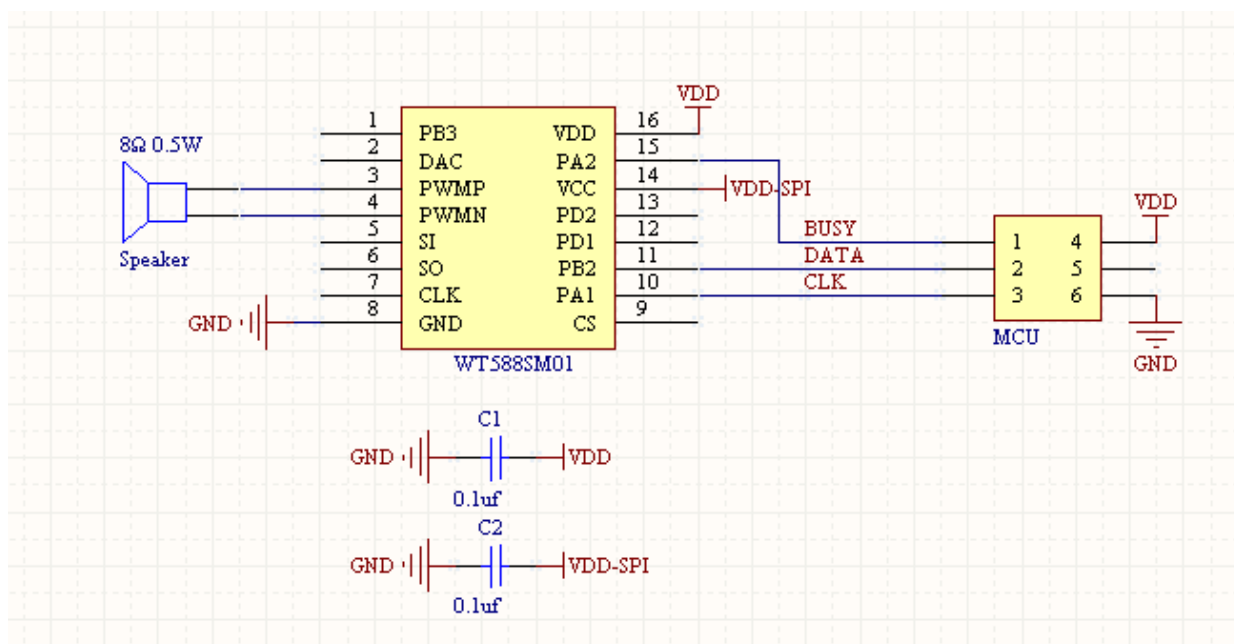 VDD
8Ω 0.5W
Speaker
1 PB3 VDD 16
2 DAC PA2 15
3 PWMP VCC 14
VDD-SPI
4 PWMN PD2 13
5 SI PD1 12
6 SO PB2 11
7 CLK PA1 10
8 GND CS 9
GND
WT588SM01
BUSY
DATA
CLK
VDD
1 4
2 5
3 6
MCU
GND
C1
GND VDD
0.1uf
C2
GND VDD-SPI
0.1uf